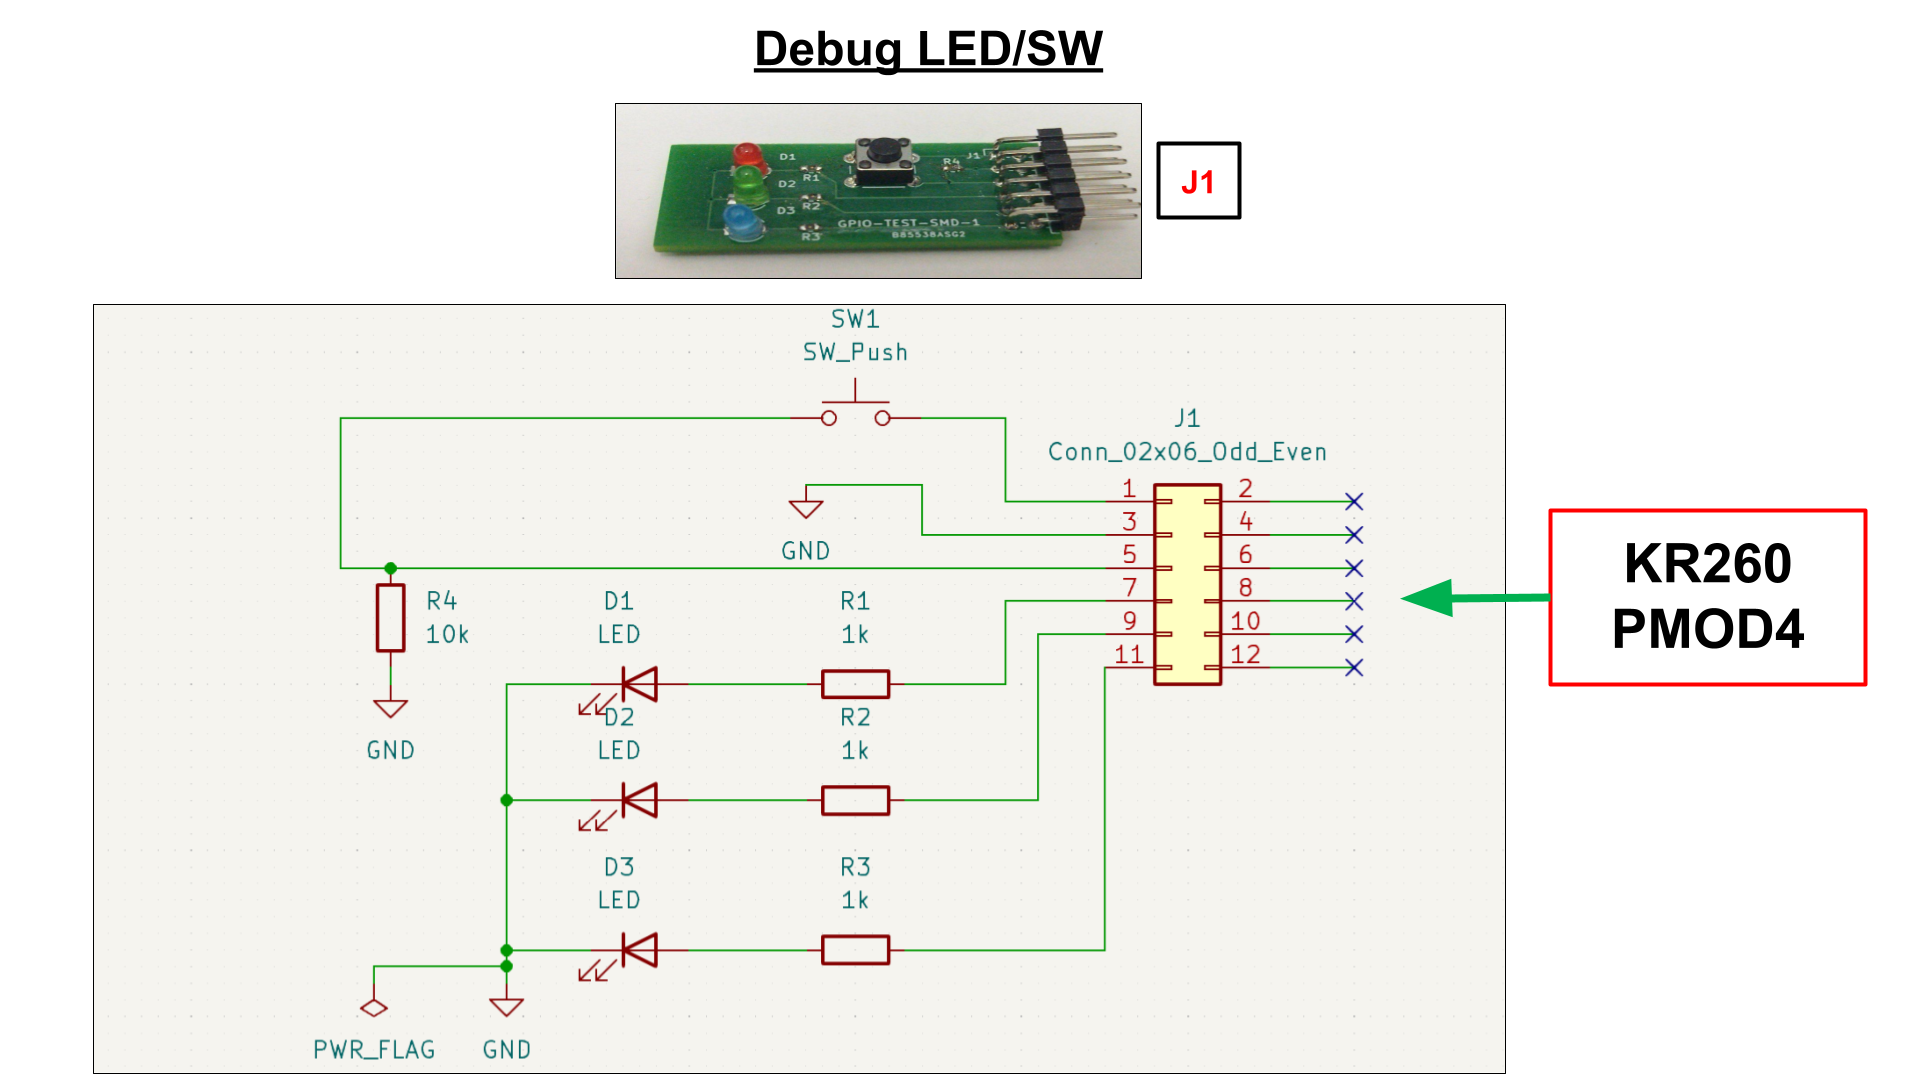 Debug LED/SW
D1
D2
D3
R1
R2
R3
R4
J1
GPIO-TEST-SMD-1
B85538ASG2
J1
SW1
SW_Push
J1
Conn_02x06_Odd_Even
1 2
3 4
5 6
7 8
9 10
11 12
GND
R4
10k
GND
D1
LED
R1
1k
D2
LED
R2
1k
D3
LED
R3
1k
PWR_FLAG
GND
KR260
PMOD4